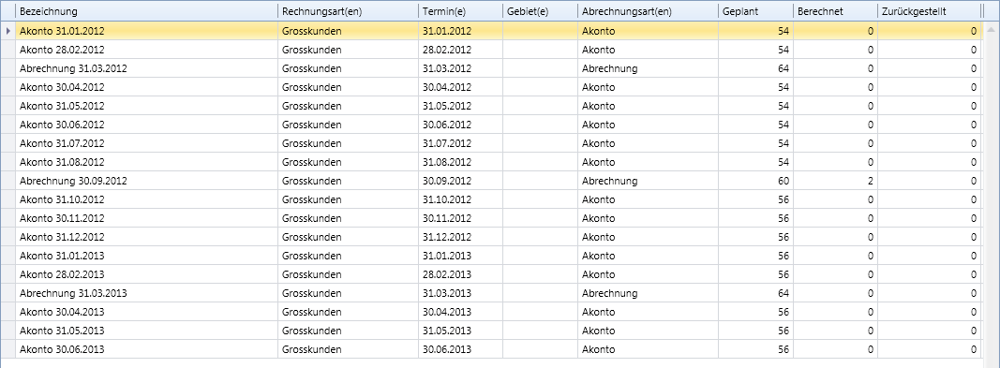 Bezeichnung Rechnungsart(en) Termin(e) Gebiet(e) Abrechnungsart(en) Geplant Berechnet Zurückgestellt
Akonto 31.01.2012 Grosskunden 31.01.2012 Akonto 54 0 0
Akonto 28.02.2012 Grosskunden 28.02.2012 Akonto 54 0 0
Abrechnung 31.03.2012 Grosskunden 31.03.2012 Abrechnung 64 0 0
Akonto 30.04.2012 Grosskunden 30.04.2012 Akonto 54 0 0
Akonto 31.05.2012 Grosskunden 31.05.2012 Akonto 54 0 0
Akonto 30.06.2012 Grosskunden 30.06.2012 Akonto 54 0 0
Akonto 31.07.2012 Grosskunden 31.07.2012 Akonto 54 0 0
Akonto 31.08.2012 Grosskunden 31.08.2012 Akonto 54 0 0
Abrechnung 30.09.2012 Grosskunden 30.09.2012 Abrechnung 60 2 0
Akonto 31.10.2012 Grosskunden 31.10.2012 Akonto 56 0 0
Akonto 30.11.2012 Grosskunden 30.11.2012 Akonto 56 0 0
Akonto 31.12.2012 Grosskunden 31.12.2012 Akonto 56 0 0
Akonto 31.01.2013 Grosskunden 31.01.2013 Akonto 56 0 0
Akonto 28.02.2013 Grosskunden 28.02.2013 Akonto 56 0 0
Abrechnung 31.03.2013 Grosskunden 31.03.2013 Abrechnung 64 0 0
Akonto 30.04.2013 Grosskunden 30.04.2013 Akonto 56 0 0
Akonto 31.05.2013 Grosskunden 31.05.2013 Akonto 56 0 0
Akonto 30.06.2013 Grosskunden 30.06.2013 Akonto 56 0 0